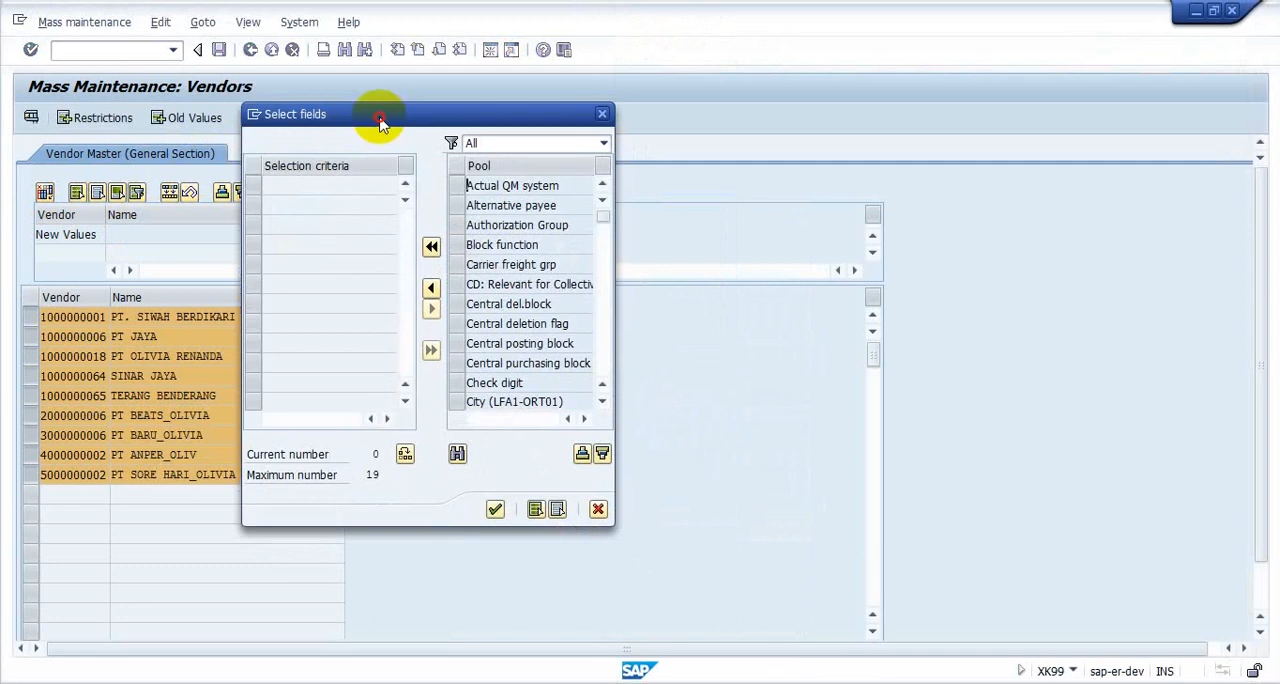 Mass maintenance Edit Goto View System Help
Mass Maintenance: Vendors
Restrictions Old Values
Vendor Master (General Section)
Vendor Name
New Values
Vendor Name
1000000001 PT. SIWAH BERDIKARI
1000000006 PT JAYA
1000000018 PT OLIVIA RENANDA
1000000064 SINAR JAYA
1000000065 TERANG BENDERANG
2000000006 PT BEATS_OLIVIA
3000000006 PT BARU_OLIVIA
4000000002 PT ANPER_OLIV
5000000002 PT SORE HARI_OLIVIA
Select fields
All
Selection criteria
Pool
Actual QM system
Alternative payee
Authorization Group
Block function
Carrier freight grp
CD: Relevant for Collectiv
Central del.block
Central deletion flag
Central posting block
Central purchasing block
Check digit
City (LFA1-ORT01)
Current number 0
Maximum number 19
SAP
XK99 sap-er-dev INS